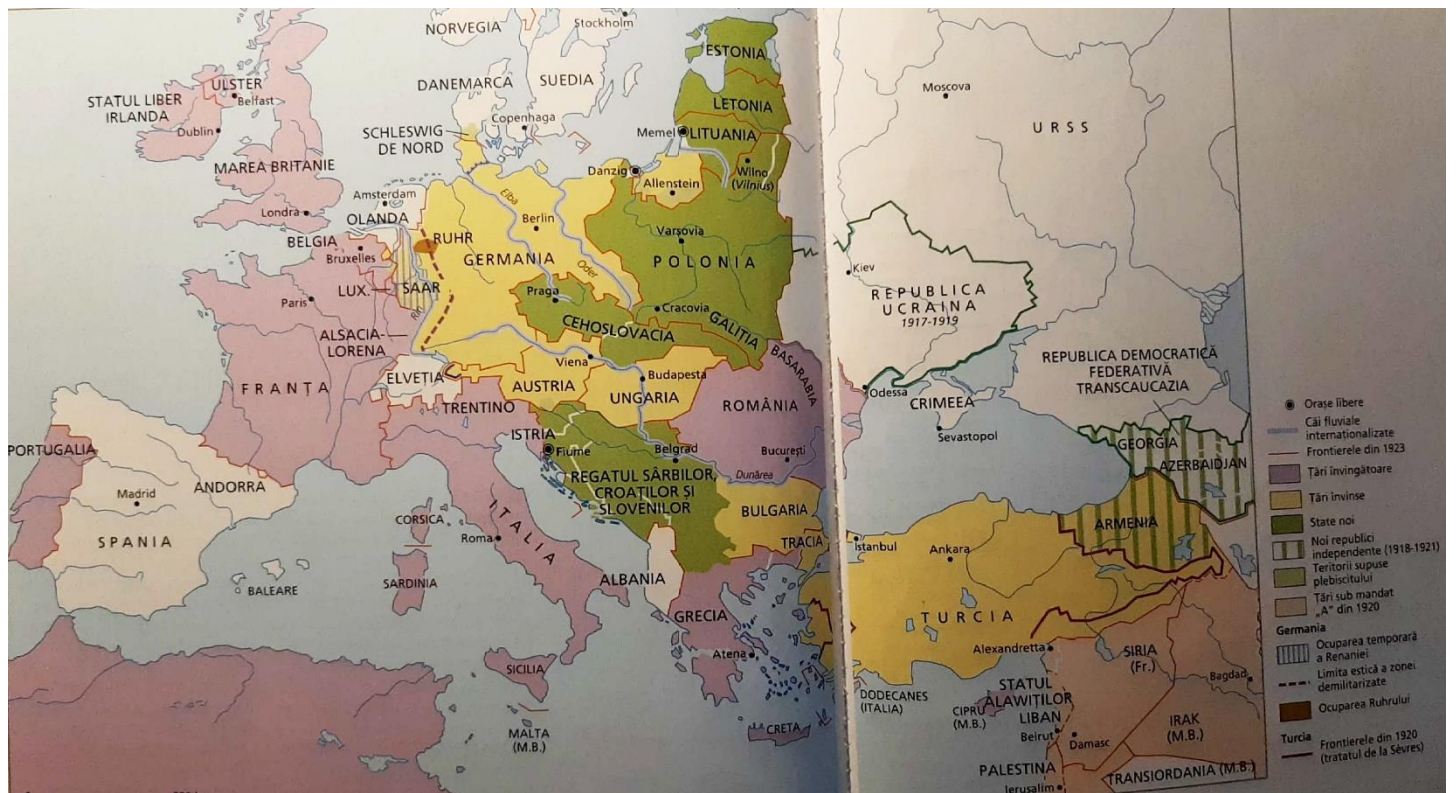 NORVEGIA
Stockholm
ESTONIA
SUEDIA
DANEMARCA
LETONIA
Moscova
URSS
ULSTER
Belfast
STATUL LIBER
IRLANDA
Dublin
Copenhaga
SCHLESWIG
DE NORD
Memel
LITUANIA
MAREA BRITANIE
Danzig
Wilno
(Vilnius)
Allenstein
Amsterdam
Elba
Berlin
Londra
OLANDA
Varșovia
BELGIA
RUHR
Bruxelles
GERMANIA
POLONIA
Oder
Kiev
SAAR
LUX.
Rin
Praga
Paris
Cracovia
REPUBLICA
UCRAINA
1917-1919
GALIȚIA
CEHOSLOVACIA
ALSACIA-
LORENA
Viena
BASARABIA
REPUBLICA DEMOCRATICĂ
FEDERATIVĂ
TRANSCAUCAZIA
FRANȚA
ELVEȚIA
AUSTRIA
Budapesta
UNGARIA
Odessa
CRIMEEA
TRENTINO
ROMÂNIA
Sevastopol
ISTRIA
Fiume
Belgrad
București
Dunărea
GEORGIA
AZERBAIDJAN
PORTUGALIA
REGATUL SÂRBILOR,
CROAȚILOR ȘI
SLOVENILOR
ANDORRA
Madrid
BULGARIA
ARMENIA
CORSICA
ITALIA
SPANIA
Roma
TRACIA
Istanbul
Ankara
ALBANIA
SARDINIA
BALEARE
GRECIA
TURCIA
Atena
Alexandretta
SIRIA
(Fr.)
SICILIA
Bagdad
DODECANES
(ITALIA)
STATUL
ALAWIȚILOR
CIPRU
(M.B.)
LIBAN
Beirut
IRAK
(M.B.)
CRETA
MALTA
(M.B.)
Damasc
PALESTINA
TRANSIORDANIA (M.B.)
Ierusalim
Orașe libere
Căi fluviale
internaționalizate
Frontierele din 1923
Țări învingătoare
Țări învinse
State noi
Noi republici
independente (1918-1921)
Teritorii supuse
plebiscitului
Țări sub mandat
„A” din 1920
Germania
Ocuparea temporară
a Renaniei
Limita estică a zonei
demilitarizate
Ocuparea Ruhrului
Turcia
Frontierele din 1920
(tratatul de la Sèvres)